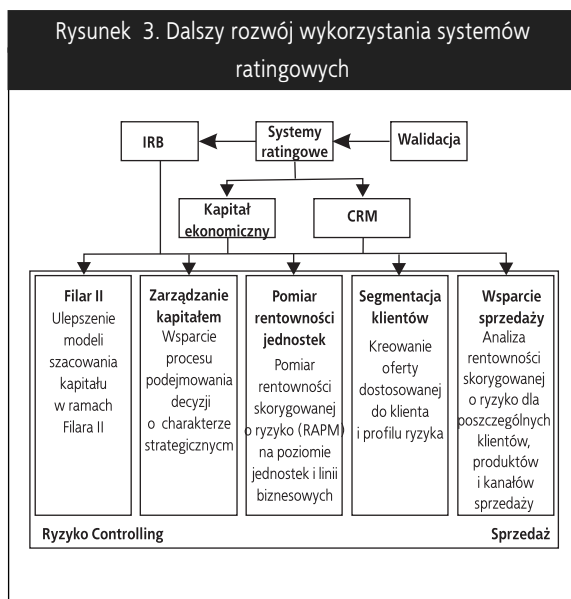 Rysunek 3. Dalszy rozwój wykorzystania systemów
ratingowych
IRB
Systemy
ratingowe
Walidacja
Kapitał
ekonomiczny
CRM
Filar II
Ulepszenie
modeli
szacowania
kapitału
w ramach
Filara II
Zarządzanie
kapitałem
Wsparcie
procesu
podejmowania
decyzji
o charakterze
strategiczncm
Pomiar
rentowności
jednostek
Pomiar
rentowności
skorygowanej
o ryzyko (RAPM)
na poziomie
jednostek i linii
biznesowych
Segmentacja
klientów
Kreowanie
oferty
dostosowanej
do klienta
i profilu ryzyka
Wsparcie
sprzedaży
Analiza
rentowności
skorygowanej
o ryzyko dla
poszczególnych
klientów,
produktów
i kanałów
sprzedaży
Ryzyko Controlling
Sprzedaż